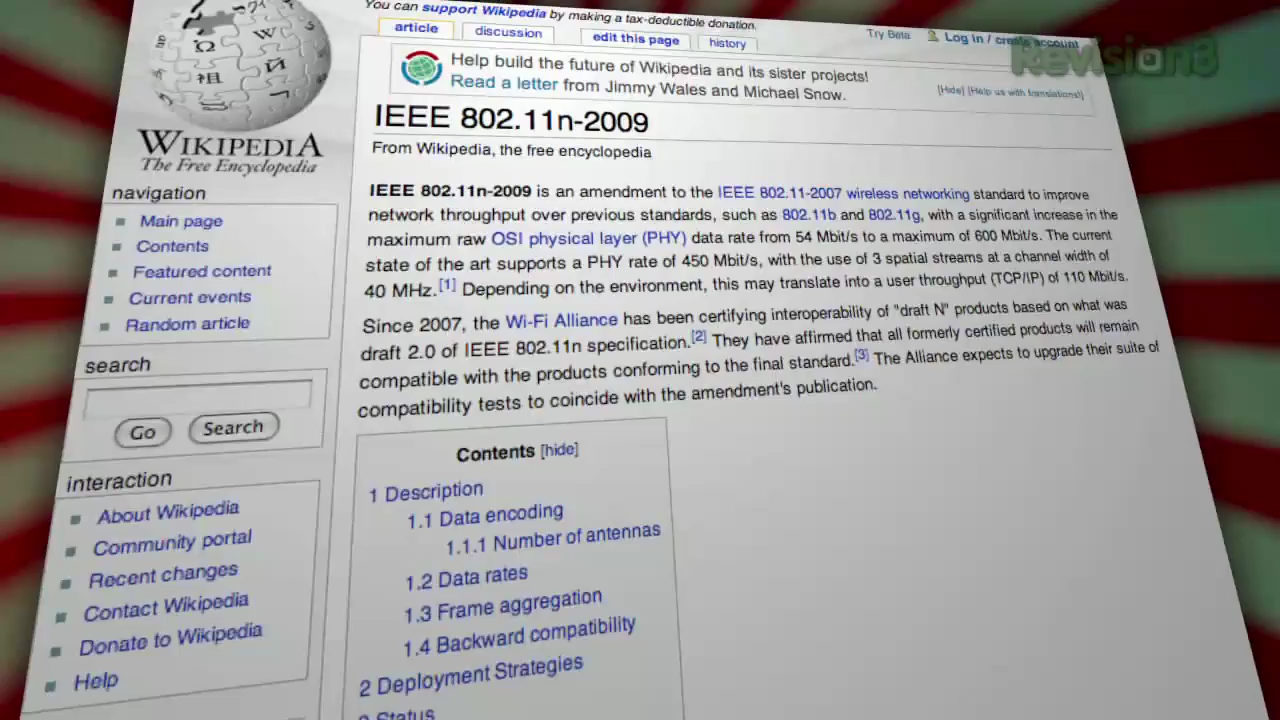 You can support Wikipedia by making a tax-deductible donation.
article
discussion
edit this page
history
Try Beta
Log in / create account
Revision3
Help build the future of Wikipedia and its sister projects!
Read a letter from Jimmy Wales and Michael Snow.
[Hide] [Help us with translations!]
Ω
W
И
祖
WIKIPEDIA
The Free Encyclopedia
IEEE 802.11n-2009
From Wikipedia, the free encyclopedia
IEEE 802.11n-2009 is an amendment to the IEEE 802.11-2007 wireless networking standard to improve
network throughput over previous standards, such as 802.11b and 802.11g, with a significant increase in the
maximum raw OSI physical layer (PHY) data rate from 54 Mbit/s to a maximum of 600 Mbit/s. The current
state of the art supports a PHY rate of 450 Mbit/s, with the use of 3 spatial streams at a channel width of
40 MHz.[1] Depending on the environment, this may translate into a user throughput (TCP/IP) of 110 Mbit/s.
Since 2007, the Wi-Fi Alliance has been certifying interoperability of "draft N" products based on what was
draft 2.0 of IEEE 802.11n specification.[2] They have affirmed that all formerly certified products will remain
compatible with the products conforming to the final standard.[3] The Alliance expects to upgrade their suite of
compatibility tests to coincide with the amendment's publication.
navigation
Main page
Contents
Featured content
Current events
Random article
search
Go
Search
interaction
About Wikipedia
Community portal
Recent changes
Contact Wikipedia
Donate to Wikipedia
Help
Contents [hide]
1 Description
1.1 Data encoding
1.1.1 Number of antennas
1.2 Data rates
1.3 Frame aggregation
1.4 Backward compatibility
2 Deployment Strategies
3 Status